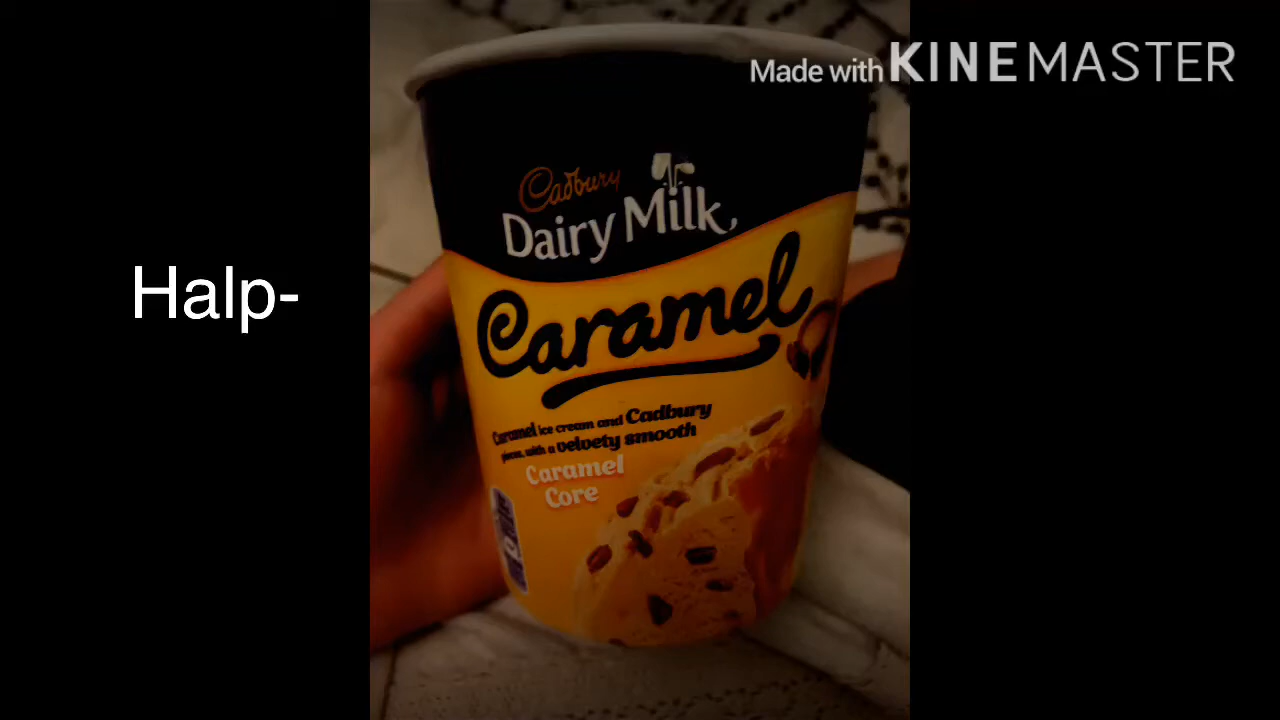 Made with KINEMASTER
Cadbury
Dairy Milk
Caramel
Halp-
Caramel ice cream and Cadbury
pieces, with a velvety smooth
Caramel
Core